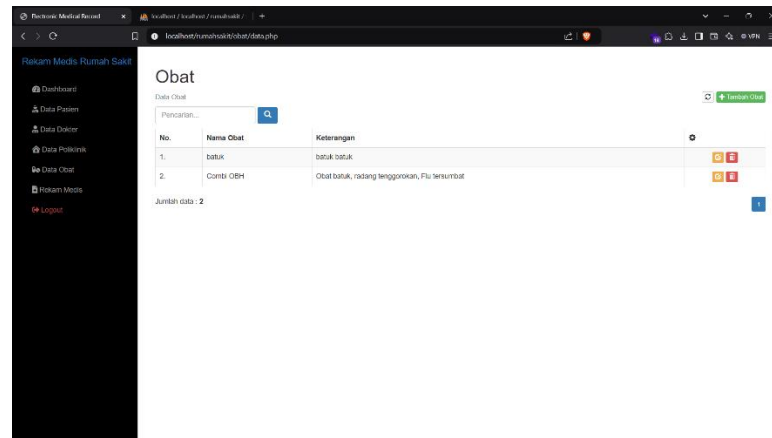 Electronic Medical Record
localhost / localhost / rumahsakit /
localhost/rumahsakit/obat/data.php
VPN
Rekam Medis Rumah Sakit
Dashboard
Data Pasien
Data Dokter
Data Poliklinik
Data Obat
Rekam Medis
Logout
Obat
Data Obat
Tambah Obat
Pencarian...
No. Nama Obat Keterangan
1. batuk batuk batuk
2. Combi OBH Obat batuk, radang tenggorokan, Flu tersumbat
Jumlah data : 2
1